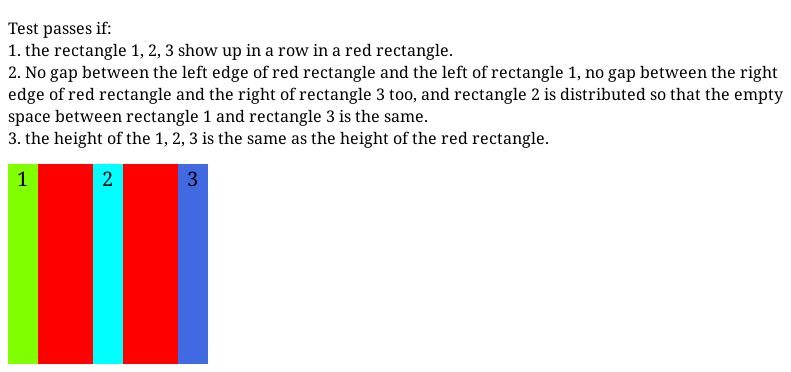 Test passes if:
1. the rectangle 1, 2, 3 show up in a row in a red rectangle.
2. No gap between the left edge of red rectangle and the left of rectangle 1, no gap between the right
edge of red rectangle and the right of rectangle 3 too, and rectangle 2 is distributed so that the empty
space between rectangle 1 and rectangle 3 is the same.
3. the height of the 1, 2, 3 is the same as the height of the red rectangle.
1 2 3